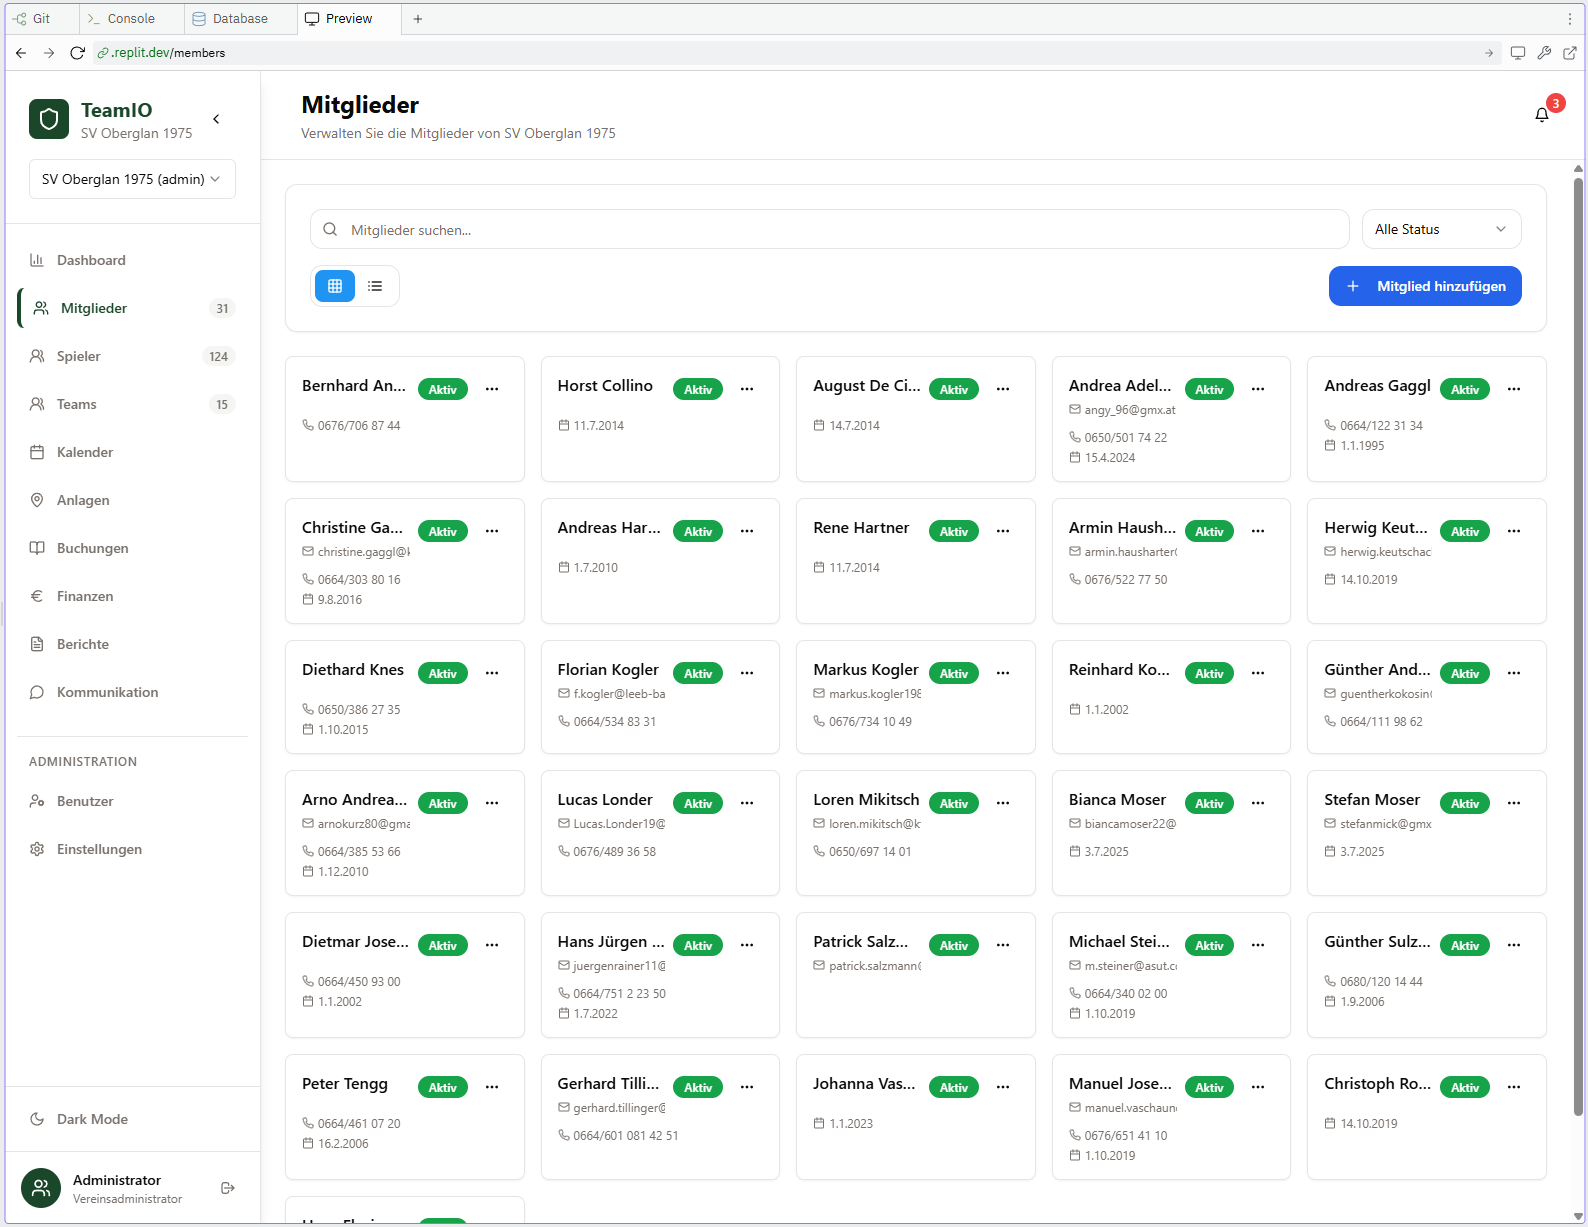 Git
Console
Database
Preview
.replit.dev/members
TeamIO
SV Oberglan 1975
SV Oberglan 1975 (admin)
Dashboard
Mitglieder 31
Spieler 124
Teams 15
Kalender
Anlagen
Buchungen
Finanzen
Berichte
Kommunikation
ADMINISTRATION
Benutzer
Einstellungen
Dark Mode
Administrator
Vereinsadministrator
Mitglieder
Verwalten Sie die Mitglieder von SV Oberglan 1975
3
Mitglieder suchen...
Alle Status
Mitglied hinzufügen
Bernhard An... Aktiv
0676/706 87 44
Horst Collino Aktiv
11.7.2014
August De Ci... Aktiv
14.7.2014
Andrea Adel... Aktiv
angy_96@gmx.at
0650/501 74 22
15.4.2024
Andreas Gaggl Aktiv
0664/122 31 34
1.1.1995
Christine Ga... Aktiv
christine.gaggl@
0664/303 80 16
9.8.2016
Andreas Har... Aktiv
1.7.2010
Rene Hartner Aktiv
11.7.2014
Armin Haush... Aktiv
armin.hausharter
0676/522 77 50
Herwig Keut... Aktiv
herwig.keutschac
14.10.2019
Diethard Knes Aktiv
0650/386 27 35
1.10.2015
Florian Kogler Aktiv
f.kogler@leeb-ba
0664/534 83 31
Markus Kogler Aktiv
markus.kogler198
0676/734 10 49
Reinhard Ko... Aktiv
1.1.2002
Günther And... Aktiv
guentherkokosin
0664/111 98 62
Arno Andrea... Aktiv
arnokurz80@gma
0664/385 53 66
1.12.2010
Lucas Londer Aktiv
Lucas.Londer19@
0676/489 36 58
Loren Mikitsch Aktiv
loren.mikitsch@k
0650/697 14 01
Bianca Moser Aktiv
biancamoser22@
3.7.2025
Stefan Moser Aktiv
stefanmick@gmx
3.7.2025
Dietmar Jose... Aktiv
0664/450 93 00
1.1.2002
Hans Jürgen ... Aktiv
juergenrainer11@
0664/751 2 23 50
1.7.2022
Patrick Salz... Aktiv
patrick.salzmann
Michael Stei... Aktiv
m.steiner@asut.c
0664/340 02 00
1.10.2019
Günther Sulz... Aktiv
0680/120 14 44
1.9.2006
Peter Tengg Aktiv
0664/461 07 20
16.2.2006
Gerhard Tilli... Aktiv
gerhard.tillinger@
0664/601 081 42 51
Johanna Vas... Aktiv
1.1.2023
Manuel Jose... Aktiv
manuel.vaschaun
0676/651 41 10
1.10.2019
Christoph Ro... Aktiv
14.10.2019